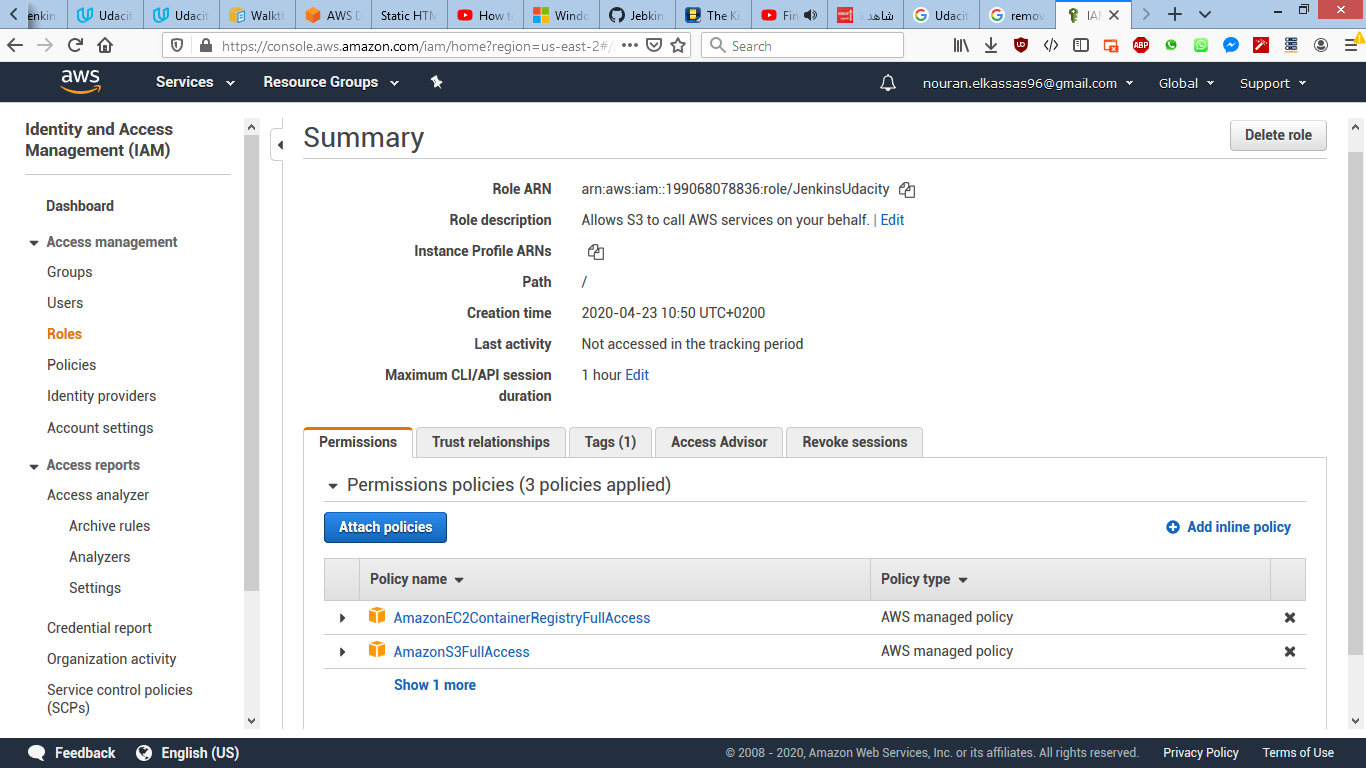 enkin
Udacit
Udacit
Walkth
AWS D
Static HTM
How to
Windo
Jebkin
The Ki
Fin
شاهد
Udacit
remov
IAM
https://console.aws.amazon.com/iam/home?region=us-east-2#/
Search
ABP
aws
Services
Resource Groups
nouran.elkassas96@gmail.com
Global
Support
Identity and Access
Management (IAM)
Dashboard
Access management
Groups
Users
Roles
Policies
Identity providers
Account settings
Access reports
Access analyzer
Archive rules
Analyzers
Settings
Credential report
Organization activity
Service control policies
(SCPs)
Summary
Delete role
Role ARN arn:aws:iam::199068078836:role/JenkinsUdacity
Role description Allows S3 to call AWS services on your behalf. | Edit
Instance Profile ARNs
Path /
Creation time 2020-04-23 10:50 UTC+0200
Last activity Not accessed in the tracking period
Maximum CLI/API session 1 hour Edit
duration
Permissions Trust relationships Tags (1) Access Advisor Revoke sessions
Permissions policies (3 policies applied)
Attach policies
Add inline policy
Policy name Policy type
AmazonEC2ContainerRegistryFullAccess AWS managed policy
AmazonS3FullAccess AWS managed policy
Show 1 more
Feedback
English (US)
© 2008 - 2020, Amazon Web Services, Inc. or its affiliates. All rights reserved.
Privacy Policy
Terms of Use